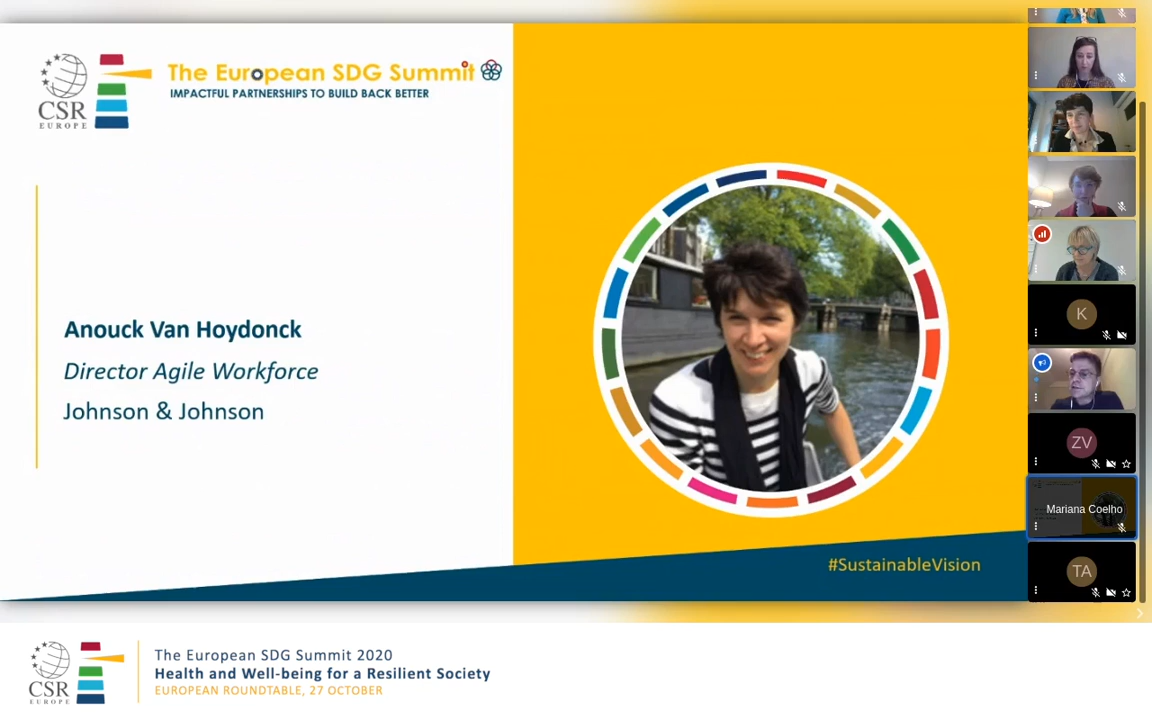 CSR
EUROPE
The European SDG Summit
IMPACTFUL PARTNERSHIPS TO BUILD BACK BETTER
Anouck Van Hoydonck
Director Agile Workforce
Johnson & Johnson
#SustainableVision
K
ZV
Mariana Coelho
TA
CSR
EUROPE
The European SDG Summit 2020
Health and Well-being for a Resilient Society
EUROPEAN ROUNDTABLE, 27 OCTOBER